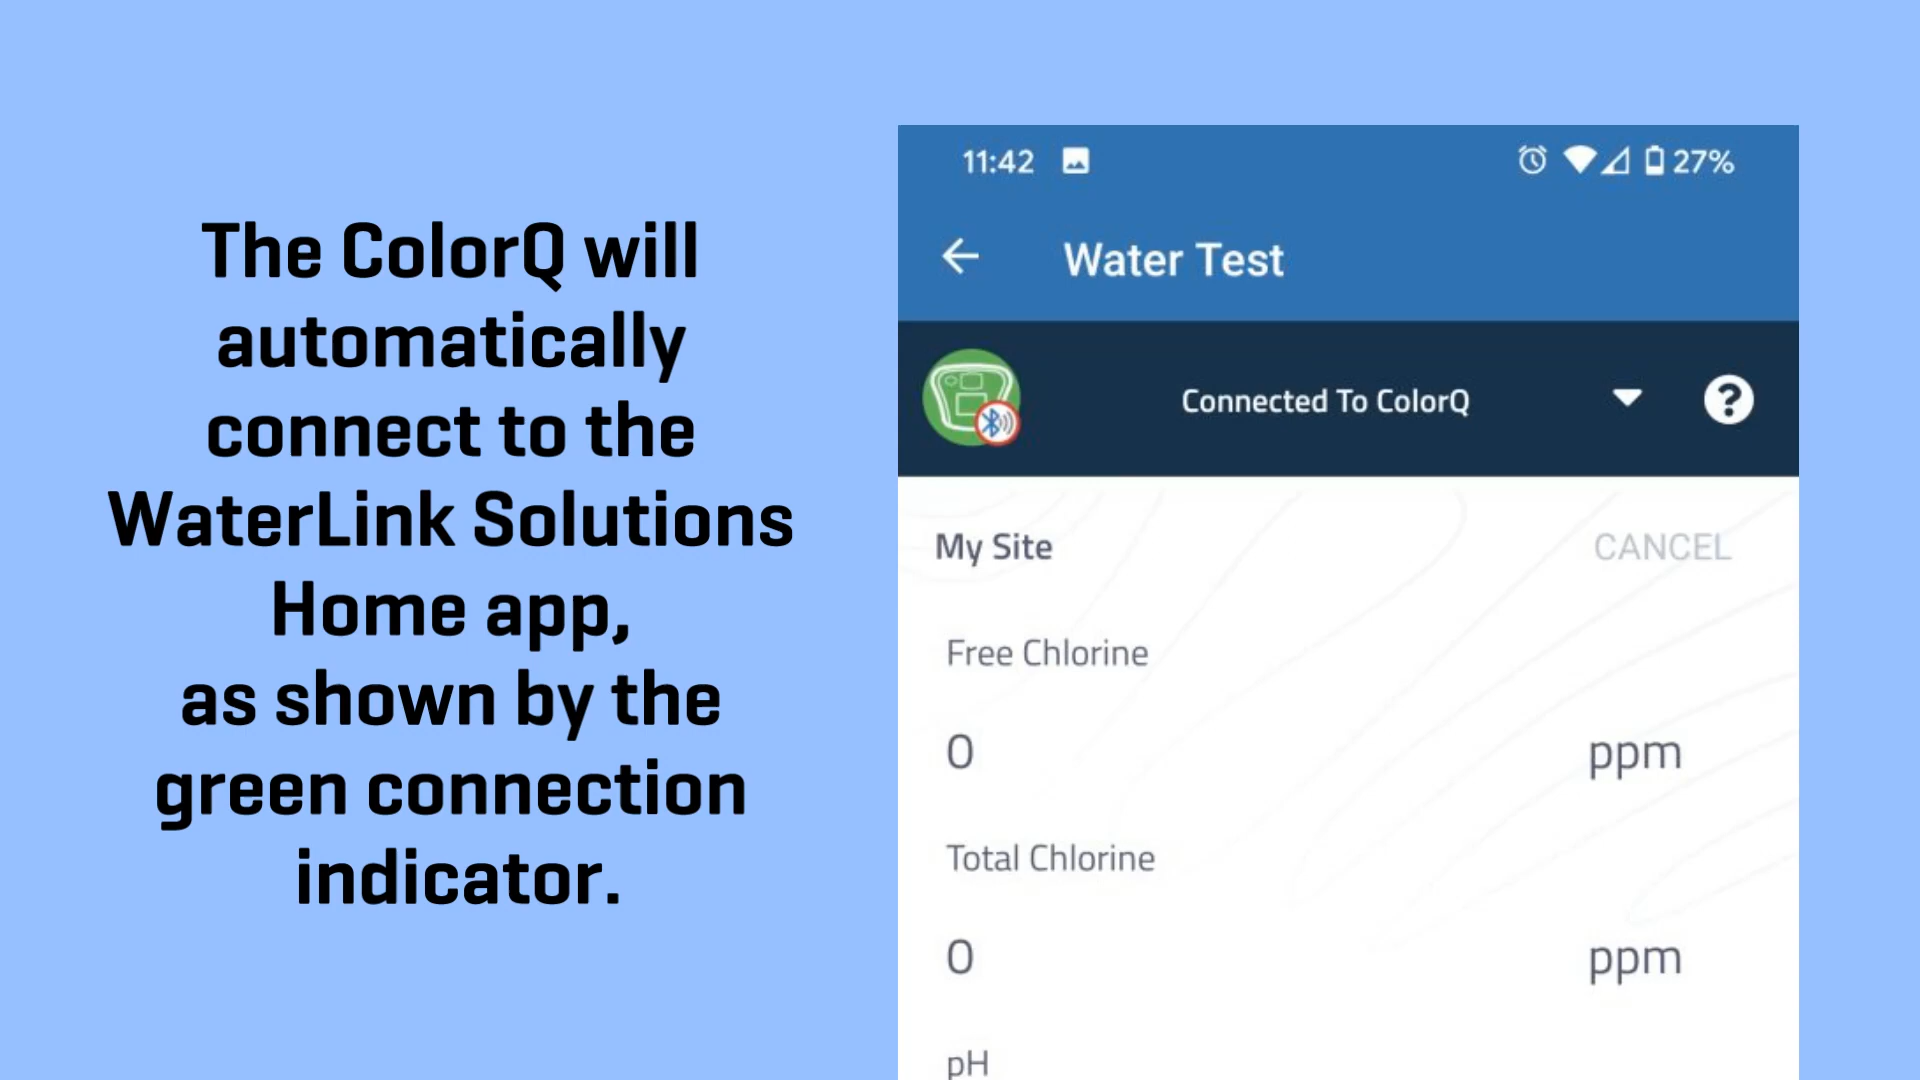 The ColorQ will
automatically
connect to the
WaterLink Solutions
Home app,
as shown by the
green connection
indicator.
11:42
27%
Water Test
Connected To ColorQ
?
My Site
CANCEL
Free Chlorine
0
ppm
Total Chlorine
0
ppm
pH